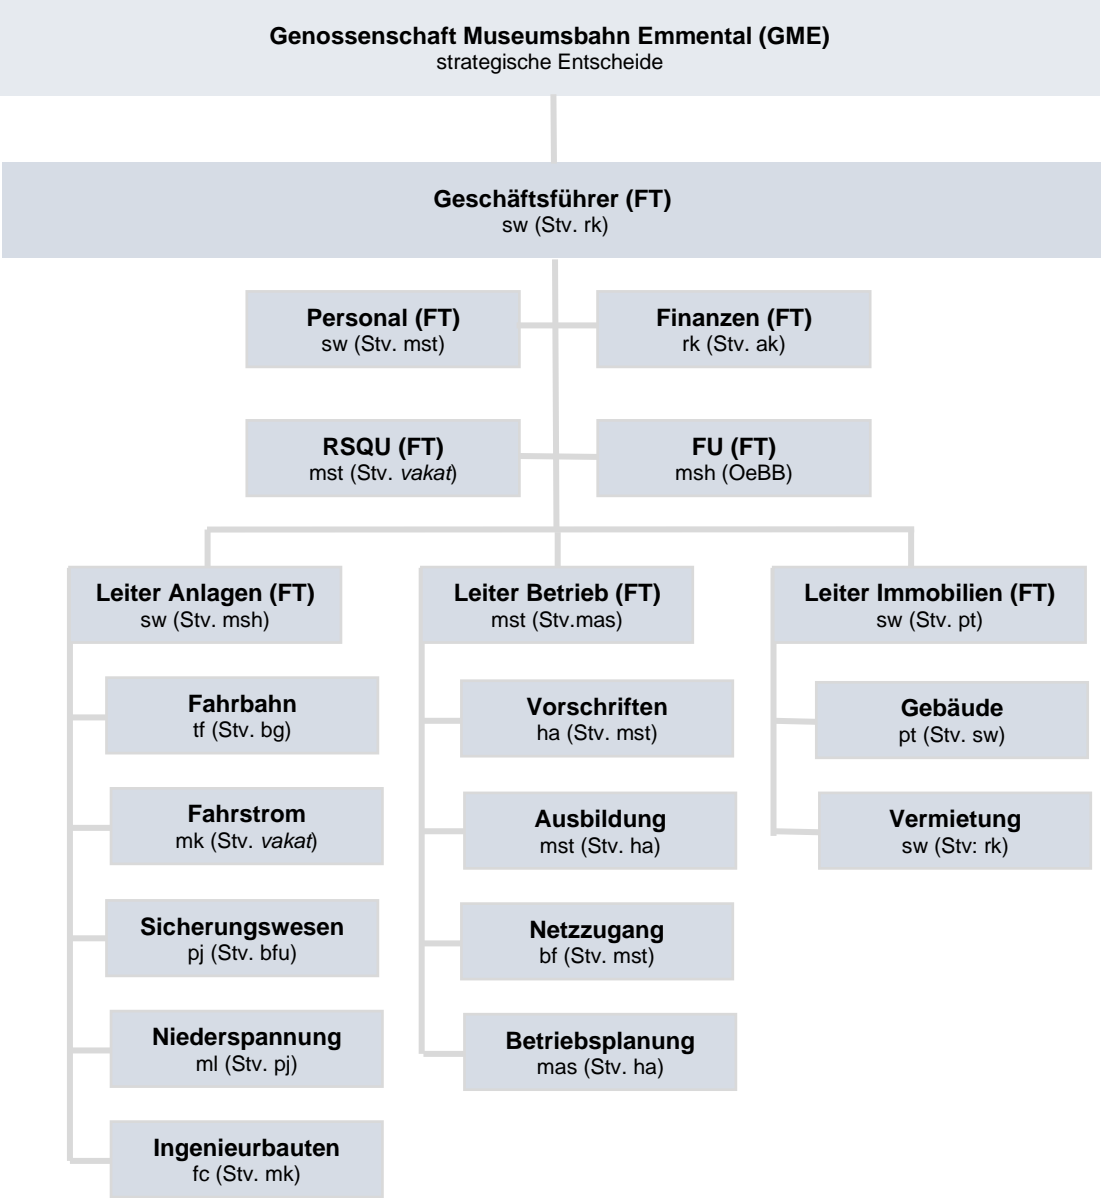 Genossenschaft Museumsbahn Emmental (GME)
strategische Entscheide
Geschäftsführer (FT)
sw (Stv. rk)
Personal (FT)
sw (Stv. mst)
Finanzen (FT)
rk (Stv. ak)
RSQU (FT)
mst (Stv. vakat)
FU (FT)
msh (OeBB)
Leiter Anlagen (FT)
sw (Stv. msh)
Fahrbahn
tf (Stv. bg)
Fahrstrom
mk (Stv. vakat)
Sicherungswesen
pj (Stv. bfu)
Niederspannung
ml (Stv. pj)
Ingenieurbauten
fc (Stv. mk)
Leiter Betrieb (FT)
mst (Stv.mas)
Vorschriften
ha (Stv. mst)
Ausbildung
mst (Stv. ha)
Netzzugang
bf (Stv. mst)
Betriebsplanung
mas (Stv. ha)
Leiter Immobilien (FT)
sw (Stv. pt)
Gebäude
pt (Stv. sw)
Vermietung
sw (Stv: rk)